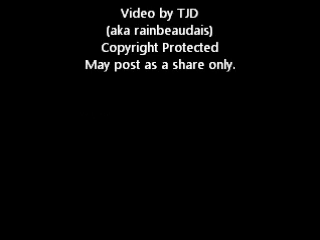 Video by TJD
(aka rainbeaudais)
Copyright Protected
May post as a share only.